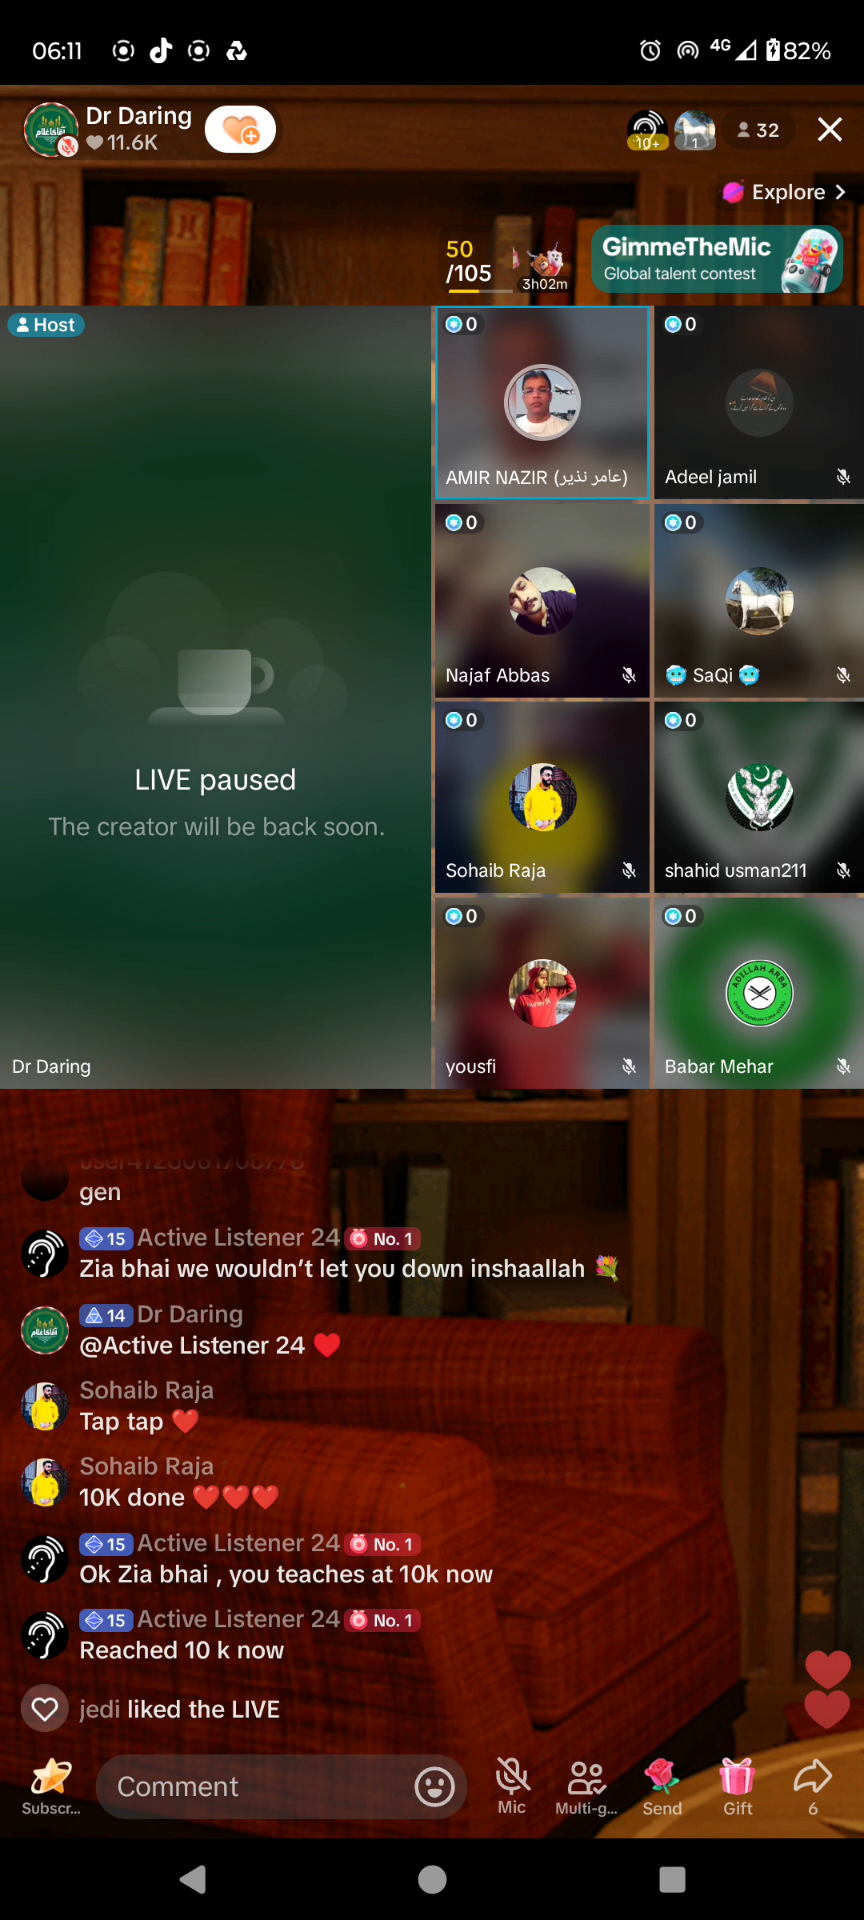 06:11
4G
82%
Dr Daring
11.6K
10+
1
32
Explore
50
/105
3h02m
GimmeTheMic
Global talent contest
Host
0
AMIR NAZIR (عامر نذیر)
0
Adeel jamil
LIVE paused
The creator will be back soon.
Dr Daring
0
Najaf Abbas
0
🥶 SaQi 🥶
0
Sohaib Raja
0
shahid usman211
0
yousfi
0
ADILLAH ARBA
Babar Mehar
gen
15 Active Listener 24 No. 1
Zia bhai we wouldn't let you down inshaallah 💐
14 Dr Daring
@Active Listener 24 ❤️
Sohaib Raja
Tap tap ❤️
Sohaib Raja
10K done ❤️❤️❤️
15 Active Listener 24 No. 1
Ok Zia bhai , you teaches at 10k now
15 Active Listener 24 No. 1
Reached 10 k now
jedi liked the LIVE
Subscr...
Comment
Mic
Multi-g...
Send
Gift
6